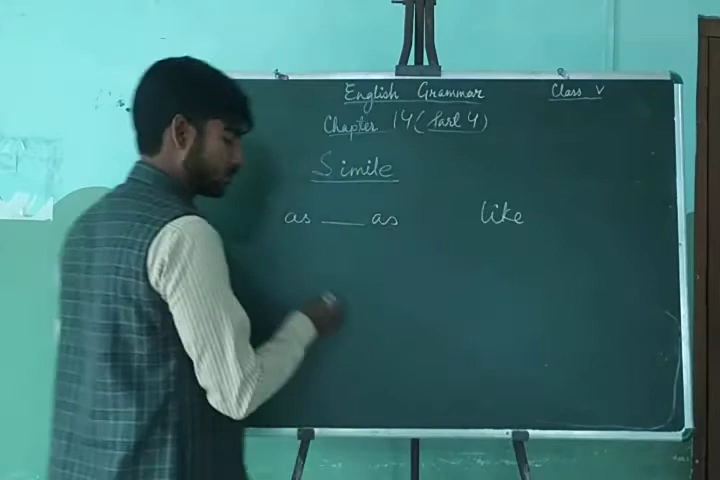 English Grammar Class V
Chapter 14 (Part 4)
Simile
as ___ as like